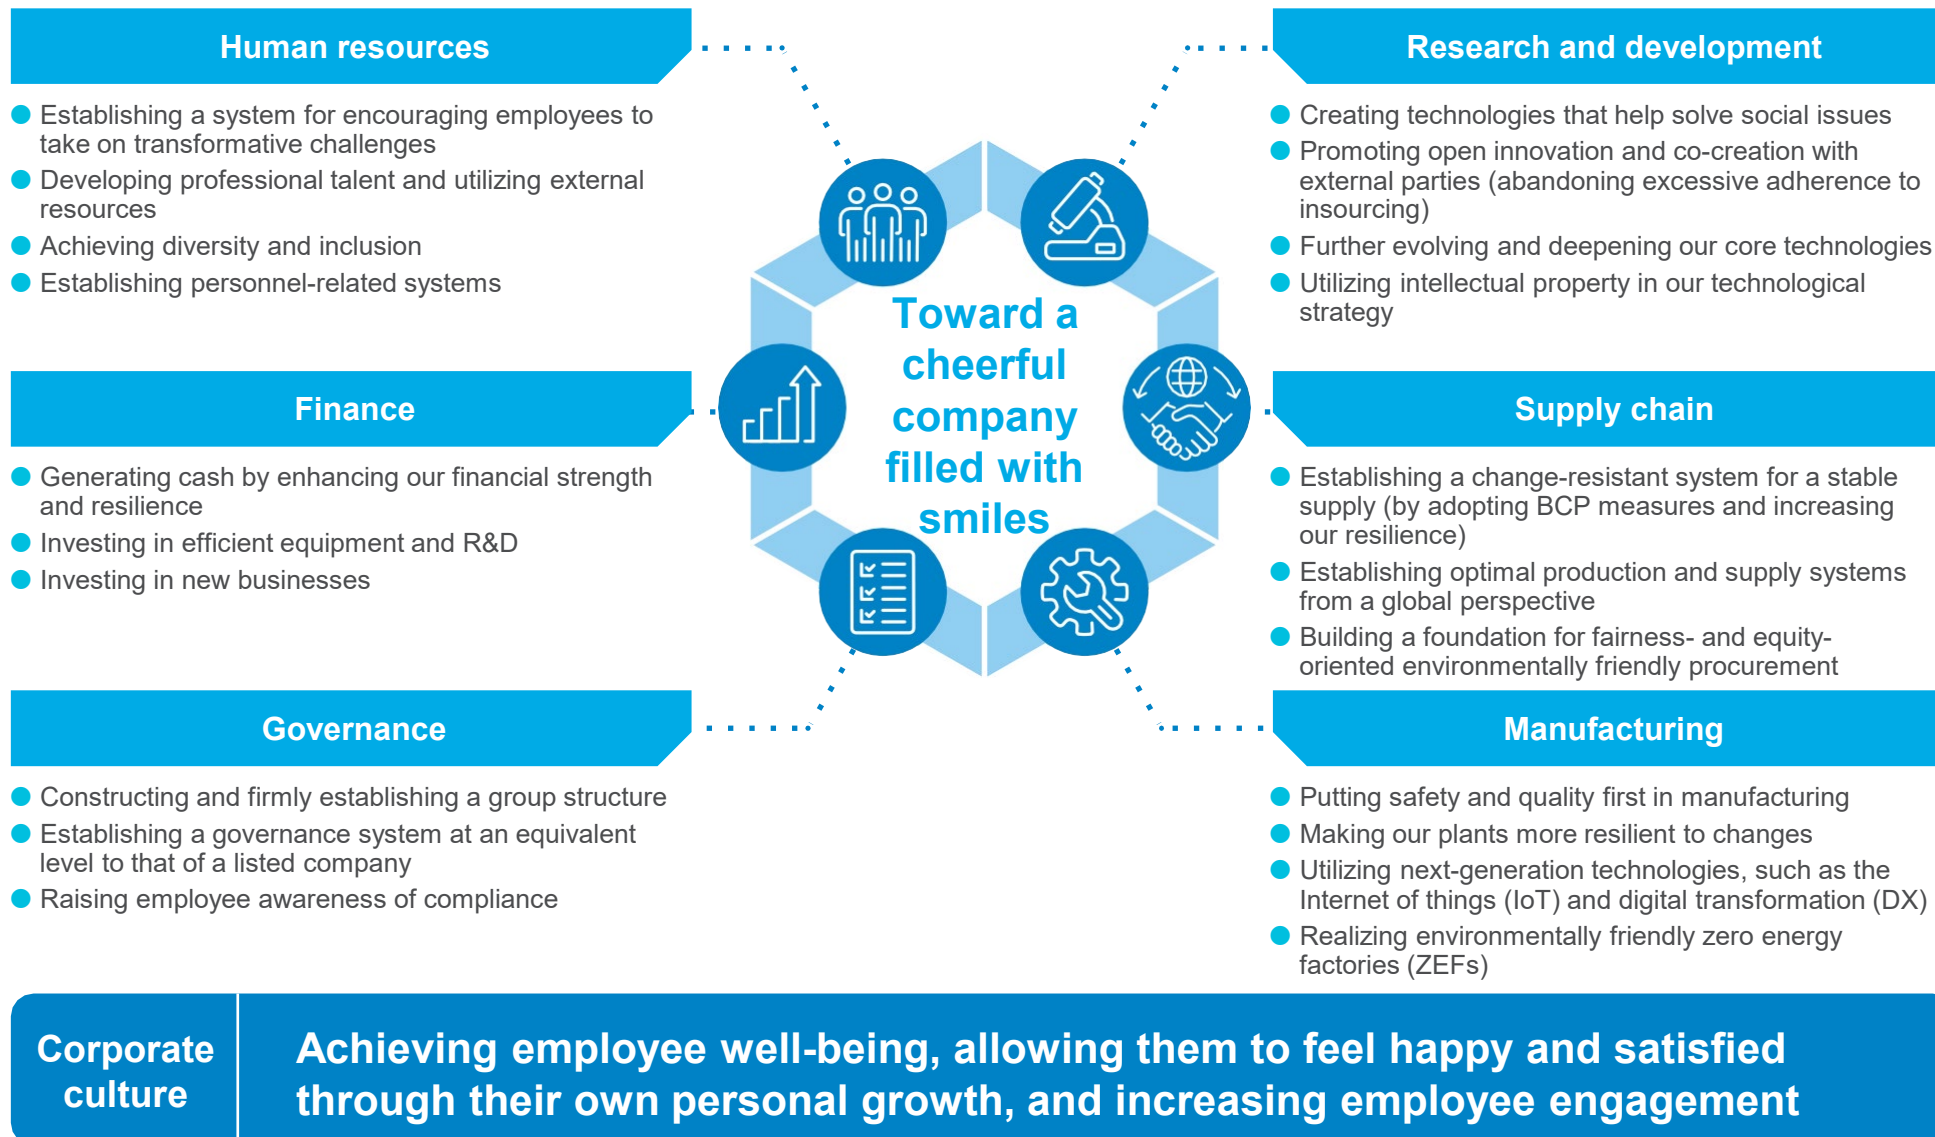 Human resources
Establishing a system for encouraging employees to
take on transformative challenges
Developing professional talent and utilizing external
resources
Achieving diversity and inclusion
Establishing personnel-related systems
Finance
Generating cash by enhancing our financial strength
and resilience
Investing in efficient equipment and R&D
Investing in new businesses
Governance
Constructing and firmly establishing a group structure
Establishing a governance system at an equivalent
level to that of a listed company
Raising employee awareness of compliance
Toward a
cheerful
company
filled with
smiles
Research and development
Creating technologies that help solve social issues
Promoting open innovation and co-creation with
external parties (abandoning excessive adherence to
insourcing)
Further evolving and deepening our core technologies
Utilizing intellectual property in our technological
strategy
Supply chain
Establishing a change-resistant system for a stable
supply (by adopting BCP measures and increasing
our resilience)
Establishing optimal production and supply systems
from a global perspective
Building a foundation for fairness- and equity-
oriented environmentally friendly procurement
Manufacturing
Putting safety and quality first in manufacturing
Making our plants more resilient to changes
Utilizing next-generation technologies, such as the
Internet of things (IoT) and digital transformation (DX)
Realizing environmentally friendly zero energy
factories (ZEFs)
Corporate
culture
Achieving employee well-being, allowing them to feel happy and satisfied
through their own personal growth, and increasing employee engagement